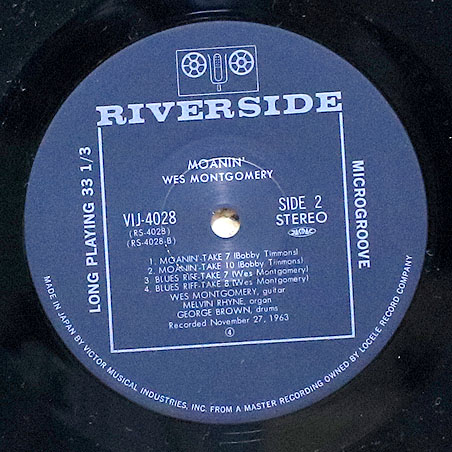 RIVERSIDE
MOANIN'
WES MONTGOMERY
VIJ-4028
(RS-4028)
(RS-4028-B)
SIDE 2
STEREO
LONG PLAYING 33 1/3
MICROGROOVE
1. MOANIN'-TAKE 7 (Bobby Timmons)
2. MOANIN'-TAKE 10 (Bobby Timmons)
3. BLUES RIFF-TAKE 7 (Wes Montgomery)
4. BLUES RIFF-TAKE 8 (Wes Montgomery)
WES MONTGOMERY, guitar
MELVIN RHYNE, organ
GEORGE BROWN, drums
Recorded November 27, 1963
④
MADE IN JAPAN BY VICTOR MUSICAL INDUSTRIES, INC. FROM A MASTER RECORDING OWNED BY LOCELE RECORD COMPANY